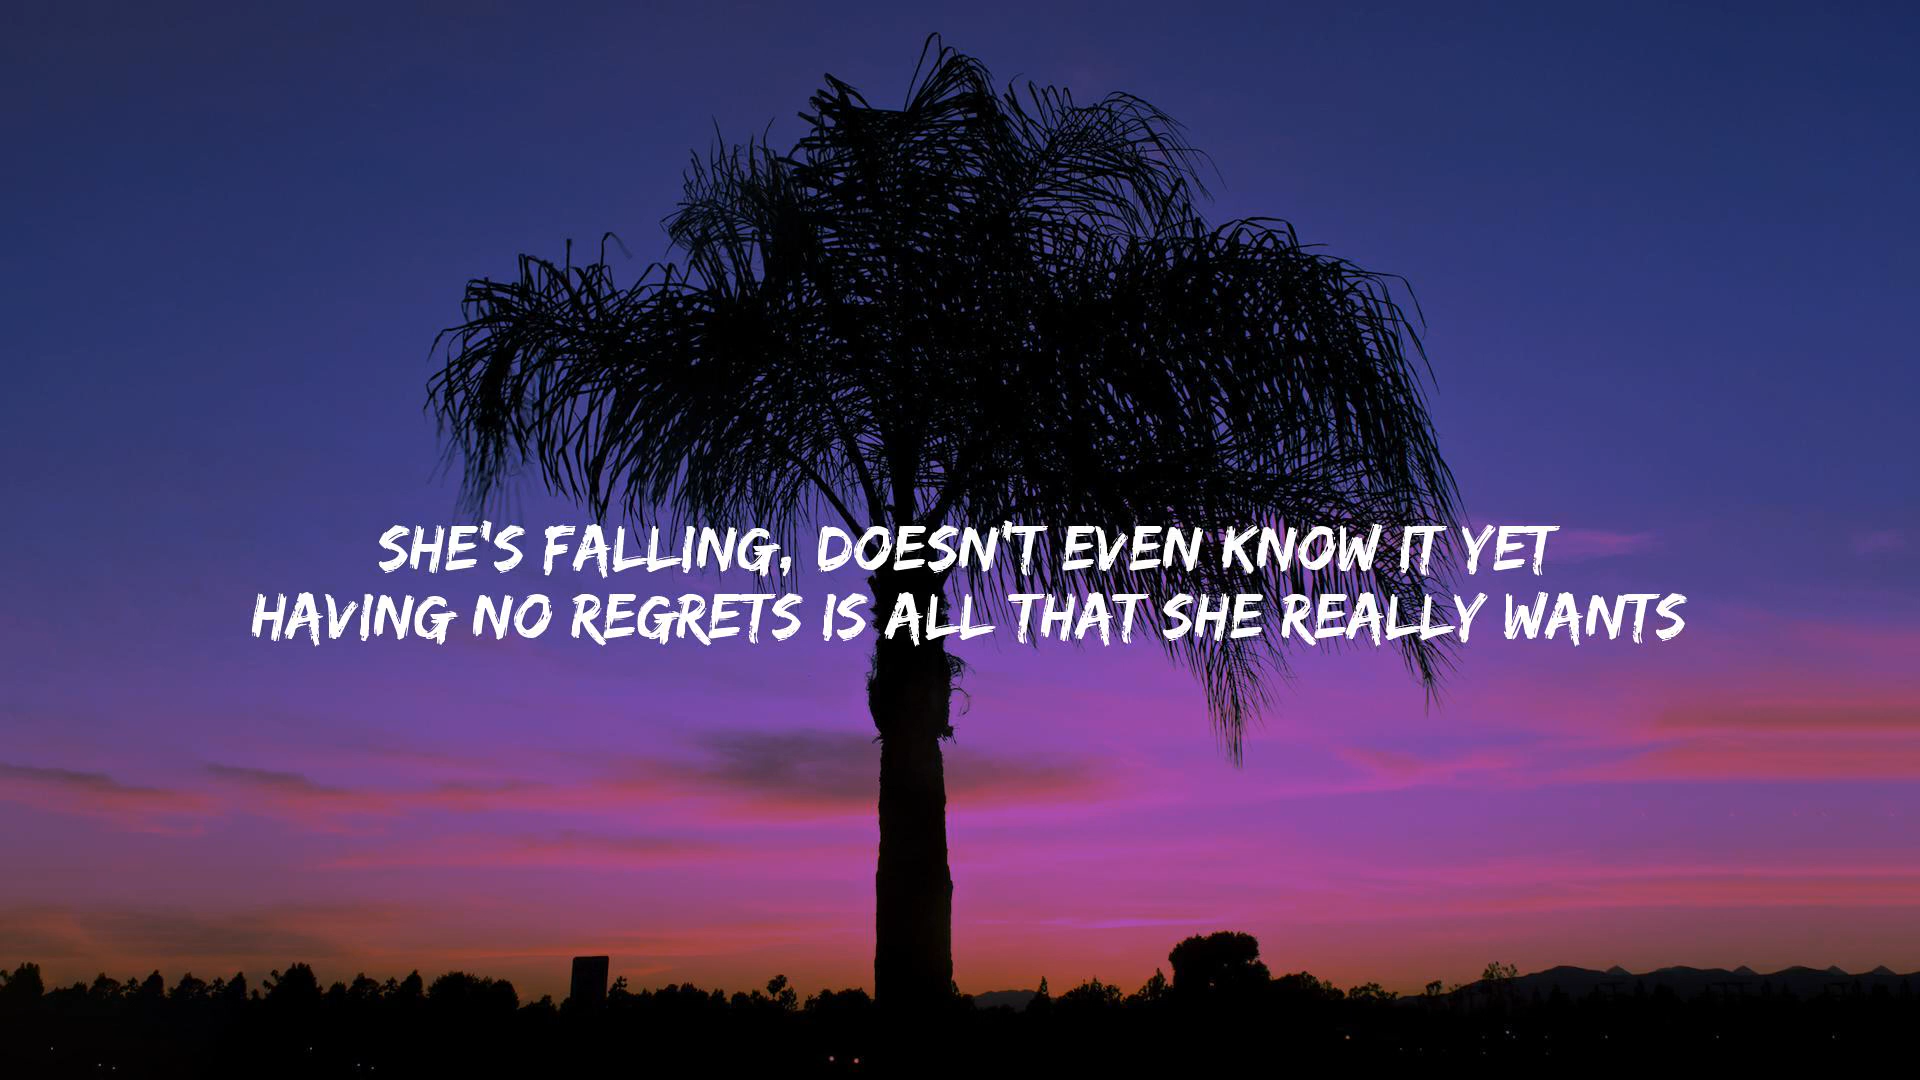 SHE'S FALLING, DOESN'T EVEN KNOW IT YET
HAVING NO REGRETS IS ALL THAT SHE REALLY WANTS